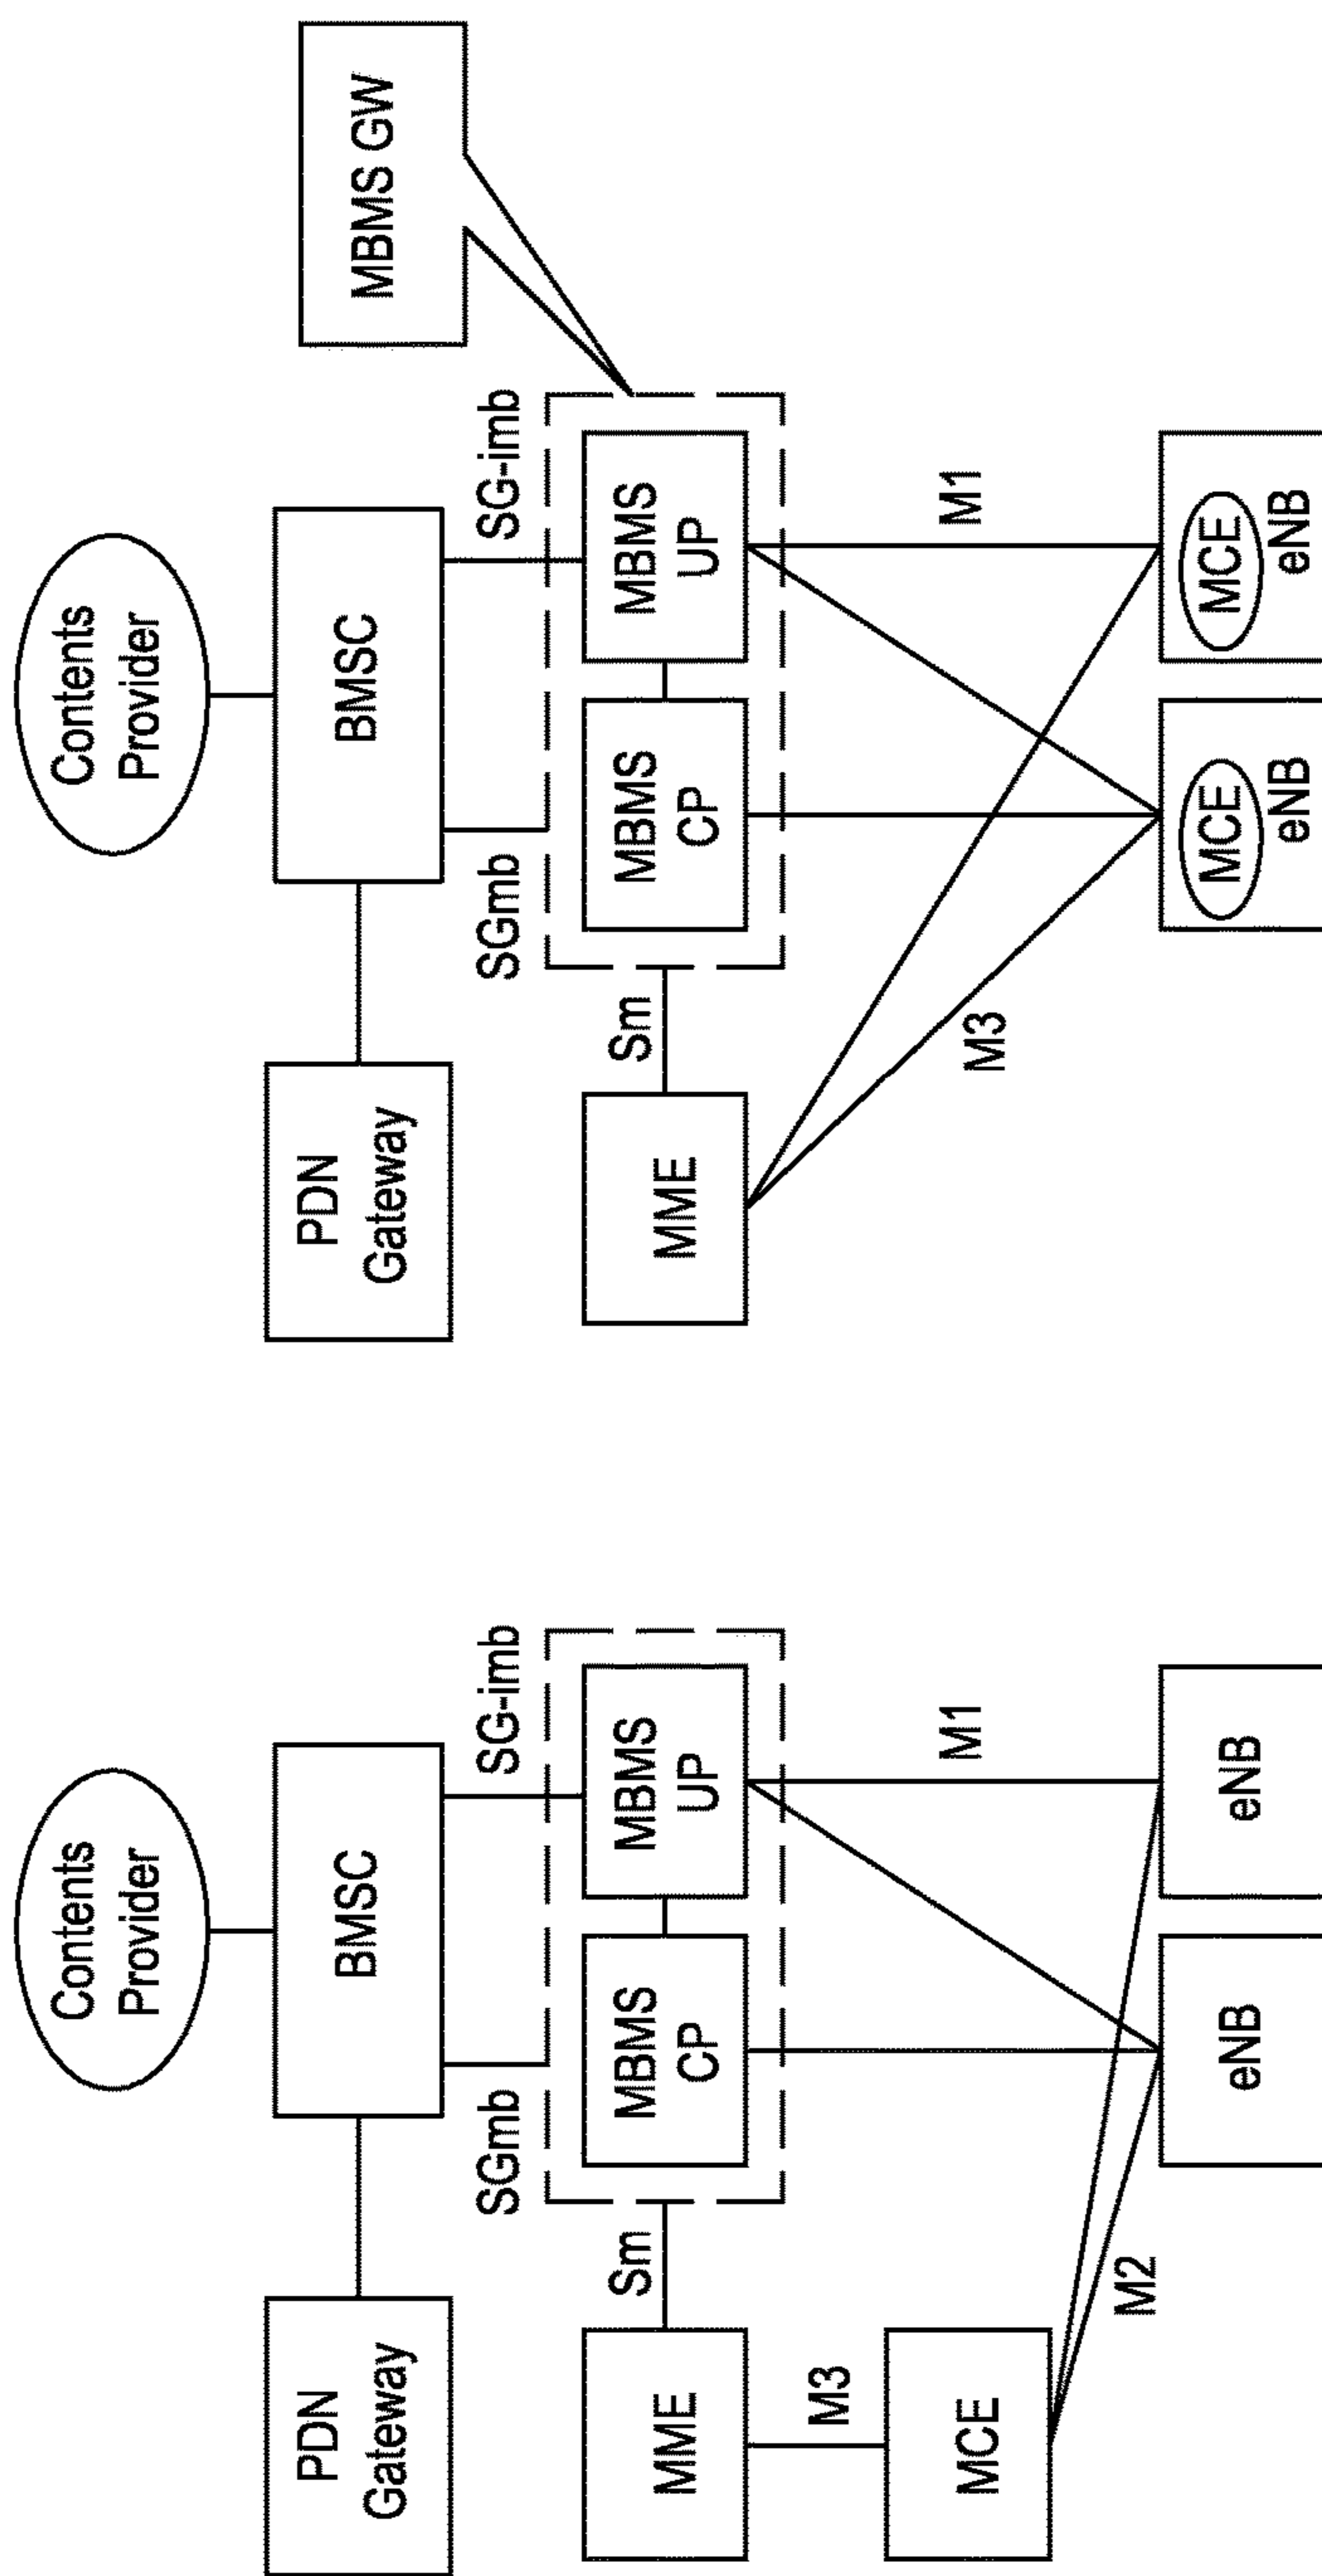 Contents
Provider
PDN
Gateway
BMSC
SGmb
SG-imb
MME
Sm
MBMS
CP
MBMS
UP
M3
MCE
M2
M1
eNB
eNB
Contents
Provider
PDN
Gateway
BMSC
MBMS GW
SGmb
SG-imb
MME
Sm
MBMS
CP
MBMS
UP
M3
M1
MCE
eNB
MCE
eNB